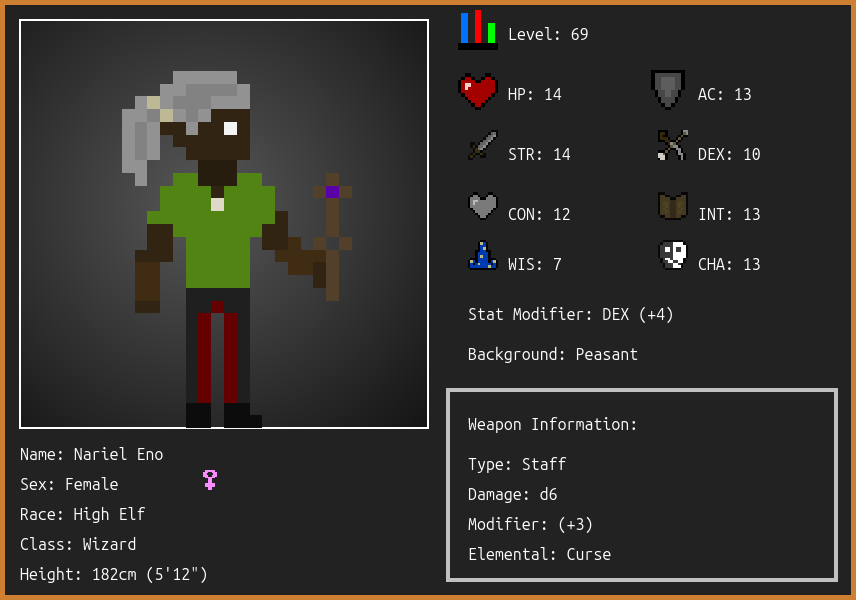 Level: 69
HP: 14
AC: 13
STR: 14
DEX: 10
CON: 12
INT: 13
WIS: 7
CHA: 13
Stat Modifier: DEX (+4)
Background: Peasant
Weapon Information:
Type: Staff
Damage: d6
Modifier: (+3)
Elemental: Curse
Name: Nariel Eno
Sex: Female
Race: High Elf
Class: Wizard
Height: 182cm (5'12")